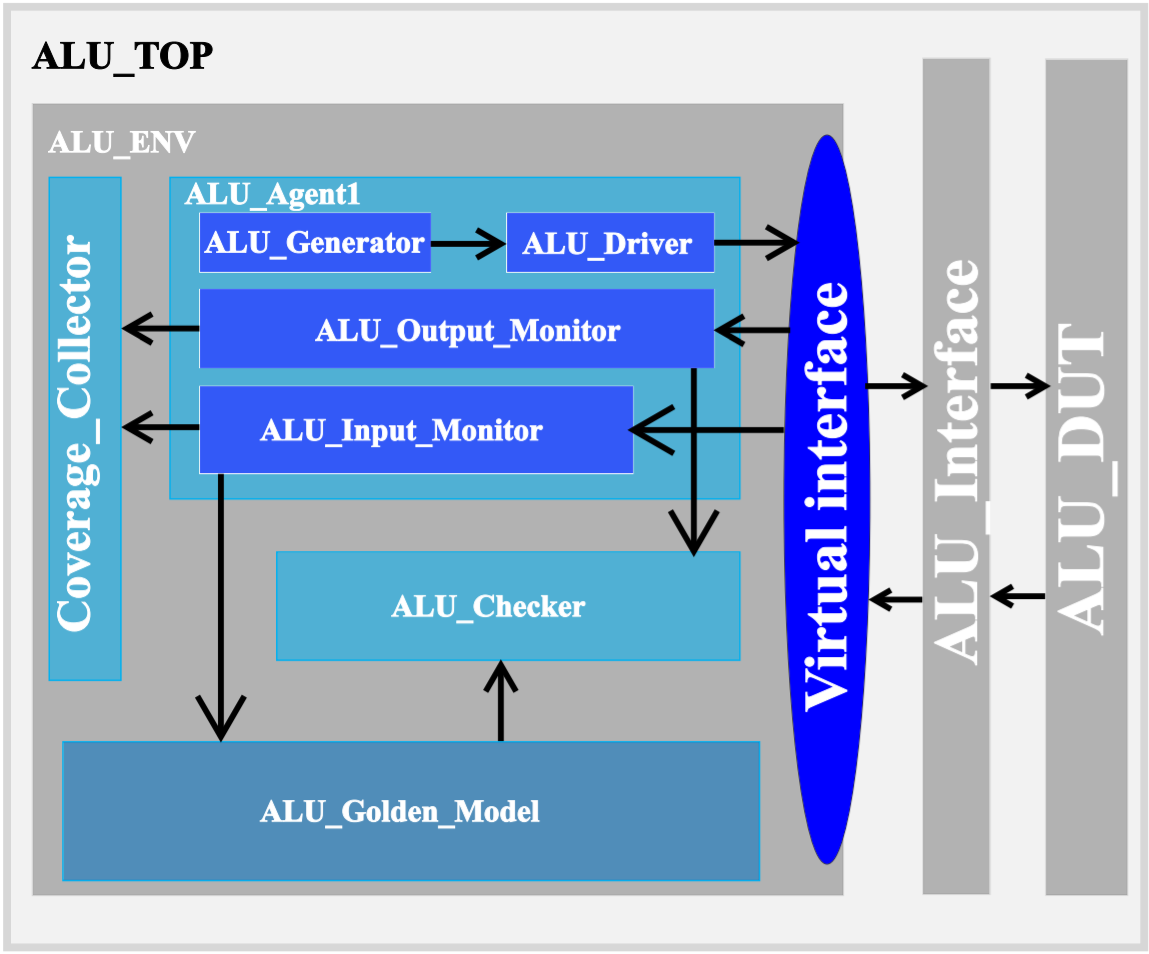 ALU_TOP
ALU_ENV
ALU_Agent1
ALU_Generator
ALU_Driver
ALU_Output_Monitor
ALU_Input_Monitor
Coverage_Collector
ALU_Checker
ALU_Golden_Model
Virtual interface
ALU_Interface
ALU_DUT